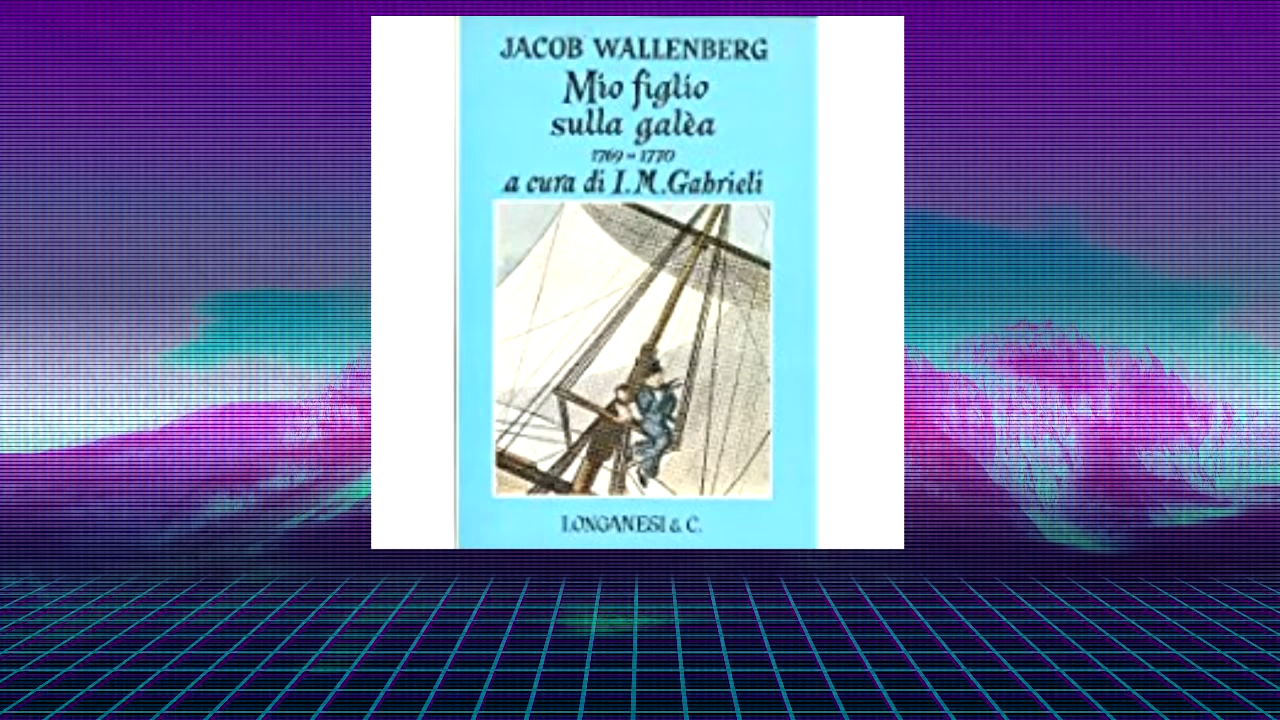 JACOB WALLENBERG
Mio figlio
sulla galèa
1769-1770
a cura di I. M. Gabrieli
LONGANESI & C.